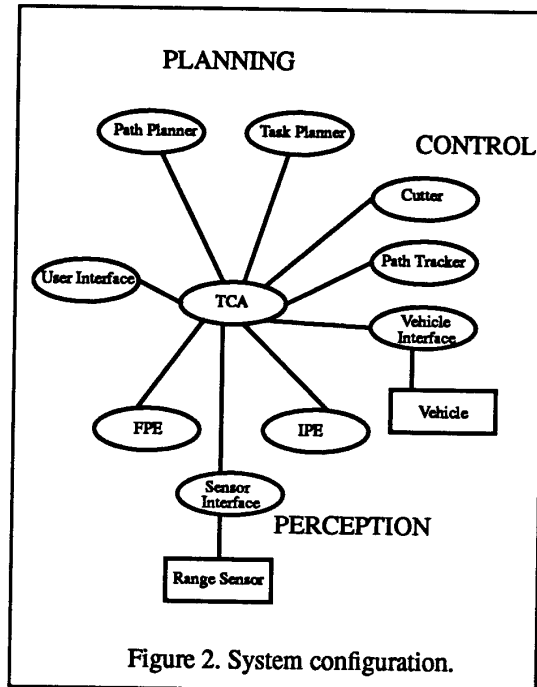 PLANNING
Path Planner
Task Planner
CONTROL
Cutter
Path Tracker
User Interface
TCA
Vehicle
Interface
Vehicle
FPE
IPE
Sensor
Interface
PERCEPTION
Range Sensor
Figure 2. System configuration.